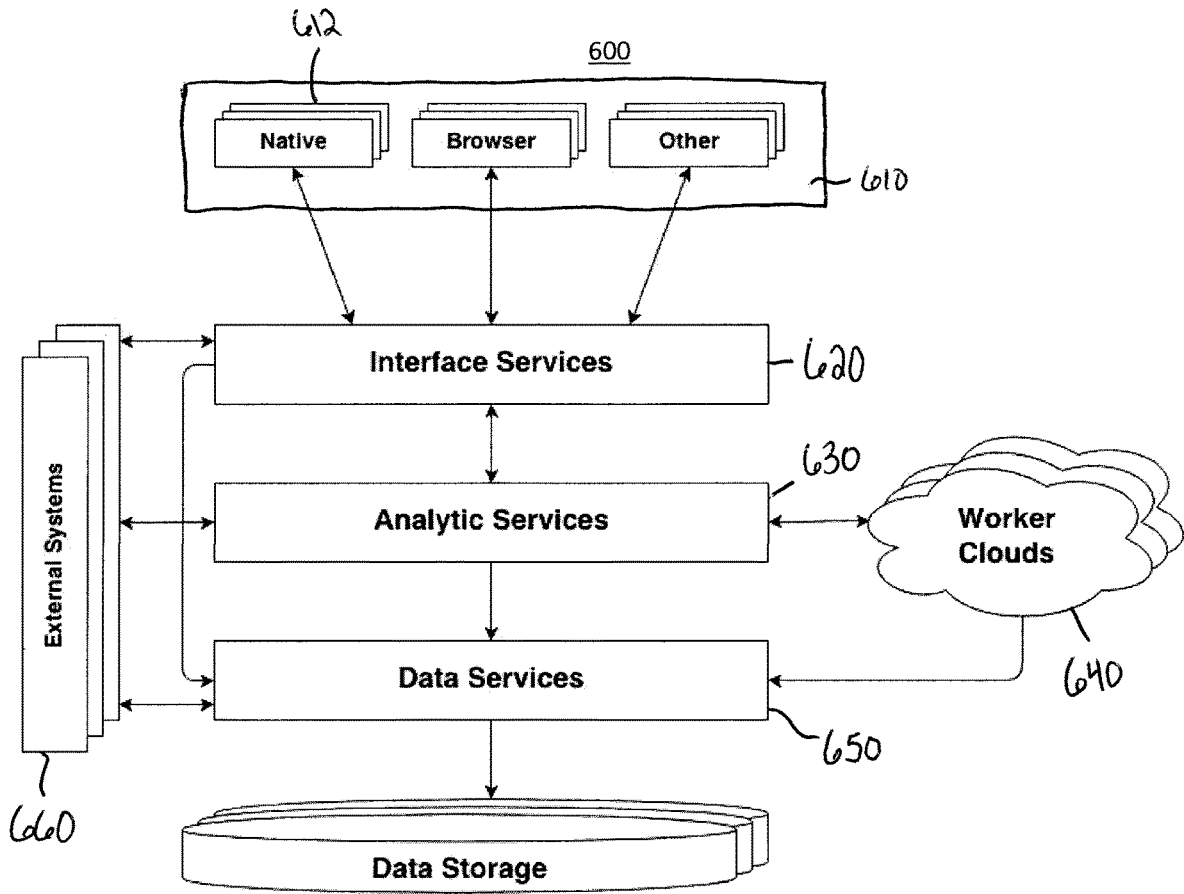 612
600
Native
Browser
Other
610
Interface Services
620
External Systems
630
Analytic Services
Worker
Clouds
Data Services
640
650
660
Data Storage